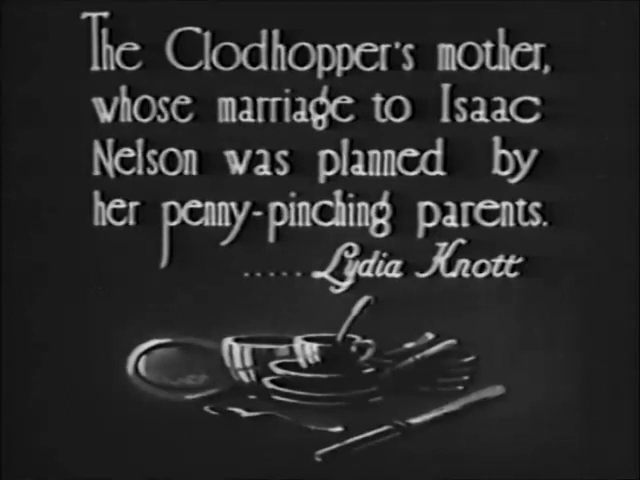 The Clodhopper's mother,
whose marriage to Isaac
Nelson was planned by
her penny-pinching parents.
......Lydia Knott